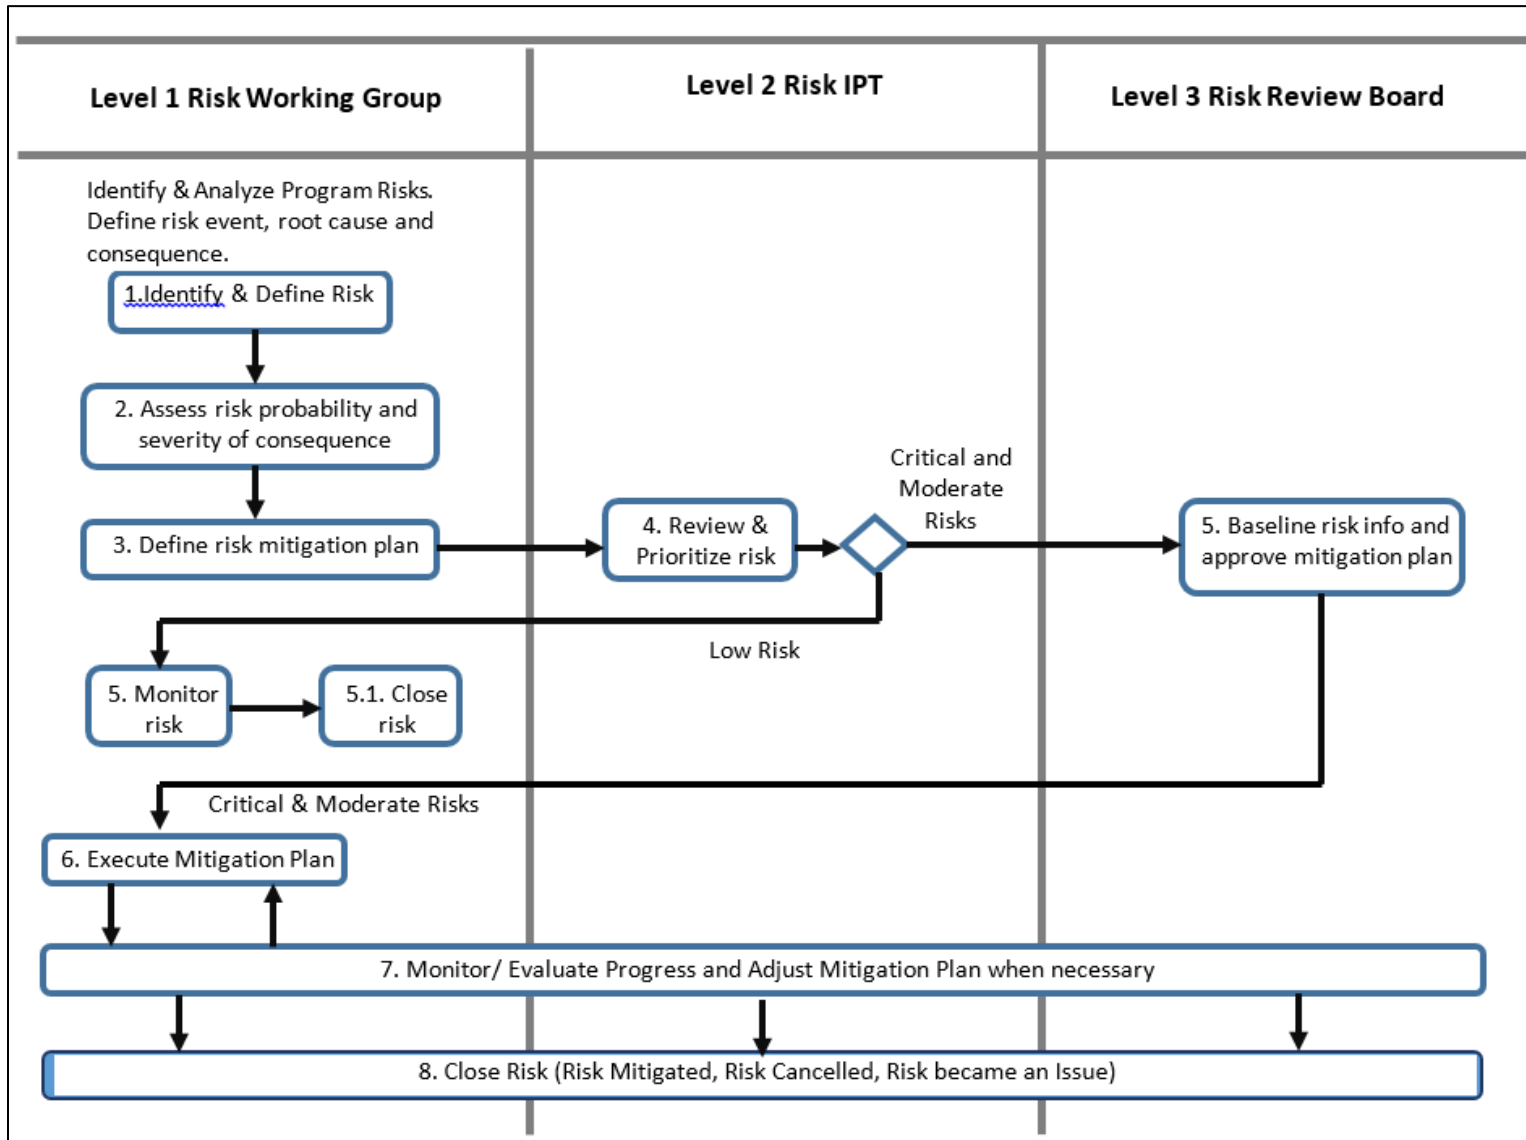 Level 1 Risk Working Group
Level 2 Risk IPT
Level 3 Risk Review Board
Identify & Analyze Program Risks.
Define risk event, root cause and
consequence.
1.Identify & Define Risk
2. Assess risk probability and
severity of consequence
3. Define risk mitigation plan
4. Review &
Prioritize risk
Critical and
Moderate
Risks
5. Baseline risk info and
approve mitigation plan
Low Risk
5. Monitor
risk
5.1. Close
risk
Critical & Moderate Risks
6. Execute Mitigation Plan
7. Monitor/ Evaluate Progress and Adjust Mitigation Plan when necessary
8. Close Risk (Risk Mitigated, Risk Cancelled, Risk became an Issue)